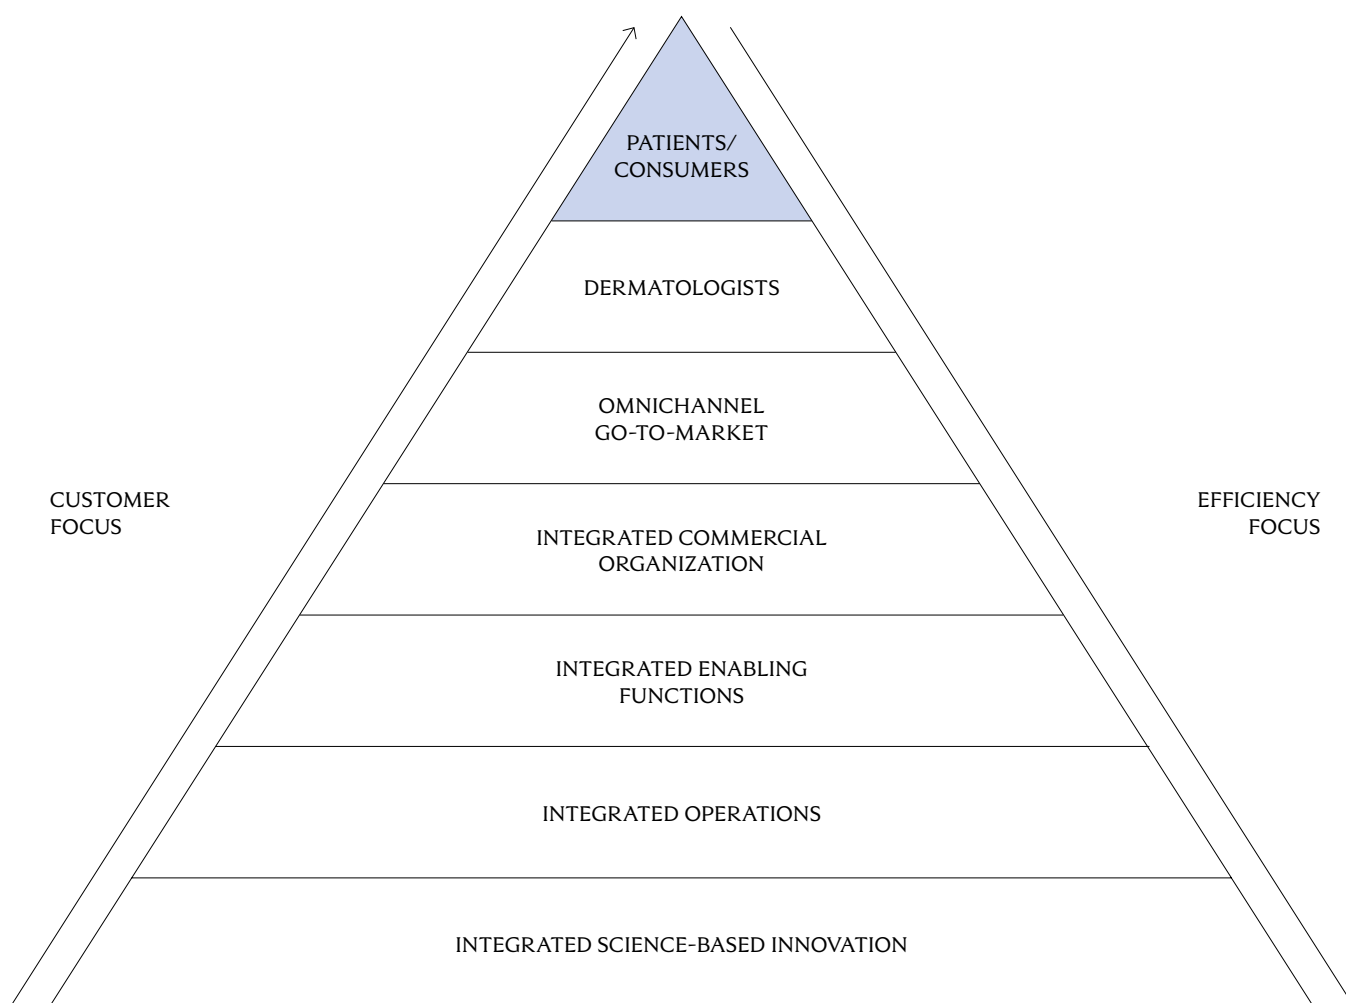 PATIENTS/
CONSUMERS
DERMATOLOGISTS
OMNICHANNEL
GO-TO-MARKET
CUSTOMER
FOCUS
EFFICIENCY
FOCUS
INTEGRATED COMMERCIAL
ORGANIZATION
INTEGRATED ENABLING
FUNCTIONS
INTEGRATED OPERATIONS
INTEGRATED SCIENCE-BASED INNOVATION